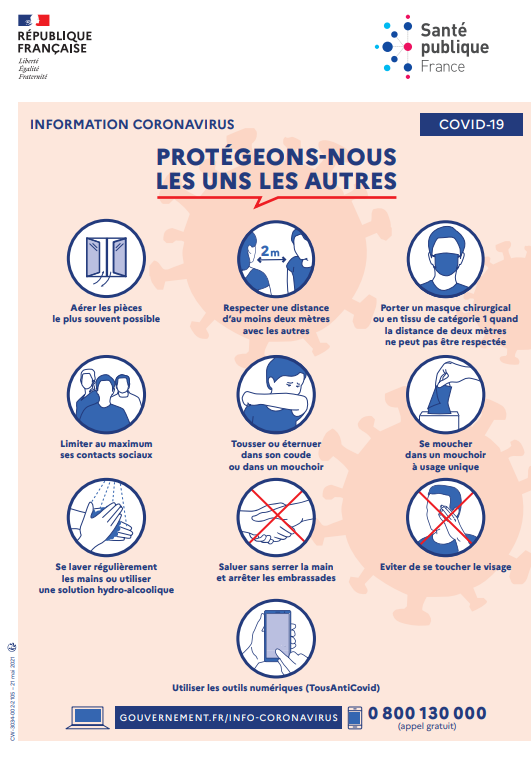 RÉPUBLIQUE
FRANÇAISE
Liberté
Égalité
Fraternité
Santé
publique
France
INFORMATION CORONAVIRUS
COVID-19
PROTÉGEONS-NOUS
LES UNS LES AUTRES
2m
Aérer les pièces
le plus souvent possible
Respecter une distance
d'au moins deux mètres
avec les autres
Porter un masque chirurgical
ou en tissu de catégorie 1 quand
la distance de deux mètres
ne peut pas être respectée
Limiter au maximum
ses contacts sociaux
Tousser ou éternuer
dans son coude
ou dans un mouchoir
Se moucher
dans un mouchoir
à usage unique
Se laver régulièrement
les mains ou utiliser
une solution hydro-alcoolique
Saluer sans serrer la main
et arrêter les embrassades
Eviter de se toucher le visage
Utiliser les outils numériques (TousAntiCovid)
GOUVERNEMENT.FR/INFO-CORONAVIRUS
0 800 130 000
(appel gratuit)
21 mai 2021